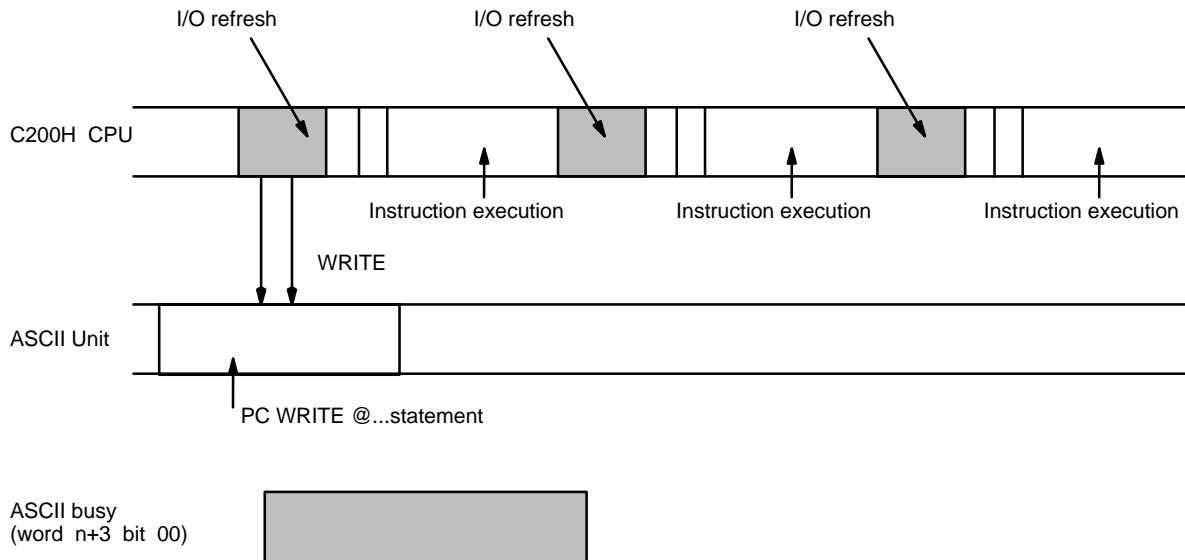 I/O refresh
I/O refresh
I/O refresh
C200H CPU
Instruction execution
Instruction execution
Instruction execution
WRITE
ASCII Unit
PC WRITE @...statement
ASCII busy
(word n+3 bit 00)